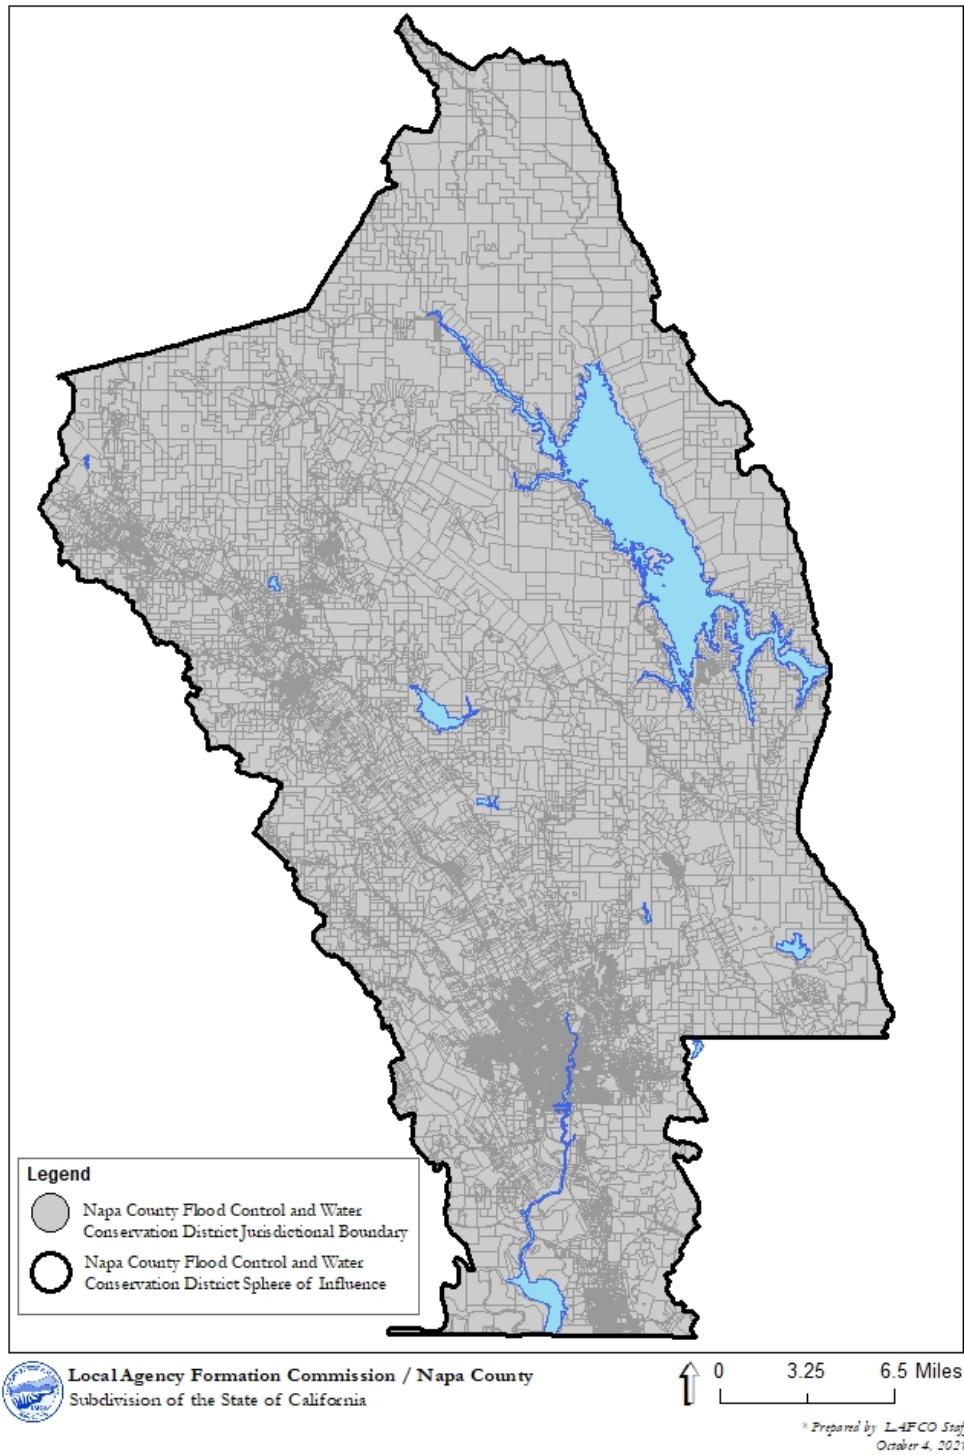 Legend
Napa County Flood Control and Water
Conservation District Jurisdictional Boundary
Napa County Flood Control and Water
Conservation District Sphere of Influence
Local Agency Formation Commission / Napa County
Subdivision of the State of California
0 3.25 6.5 Miles
* Prepared by LAFCO Staf
October 4, 202